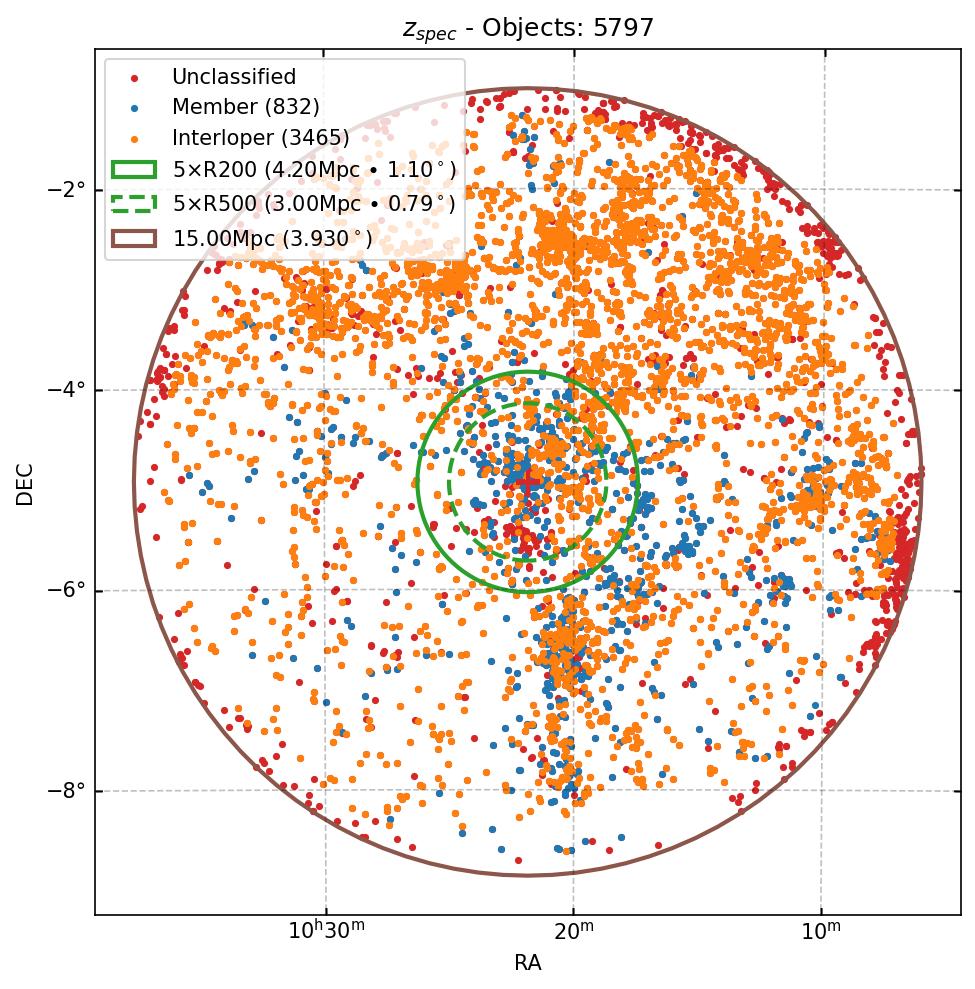 z_spec - Objects: 5797
Unclassified
Member (832)
Interloper (3465)
5×R200 (4.20Mpc • 1.10°)
5×R500 (3.00Mpc • 0.79°)
15.00Mpc (3.930°)
−2°
−4°
−6°
−8°
DEC
10ʰ30ᵐ
20ᵐ
10ᵐ
RA